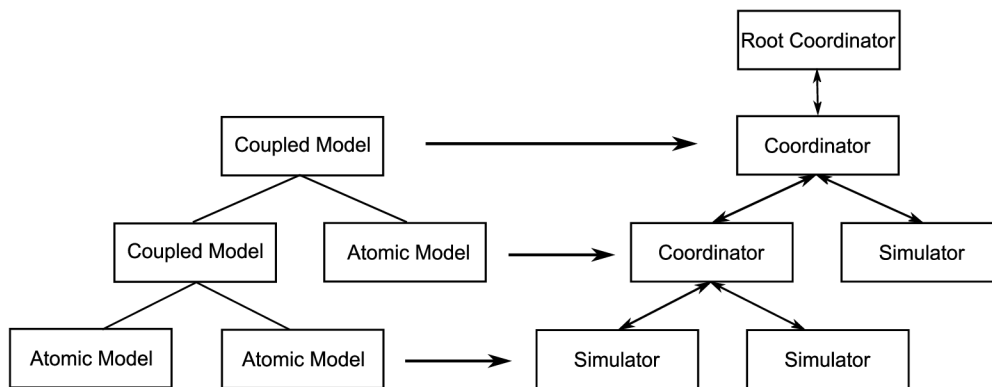 Root Coordinator
Coupled Model
Coordinator
Coupled Model
Atomic Model
Coordinator
Simulator
Atomic Model
Atomic Model
Simulator
Simulator